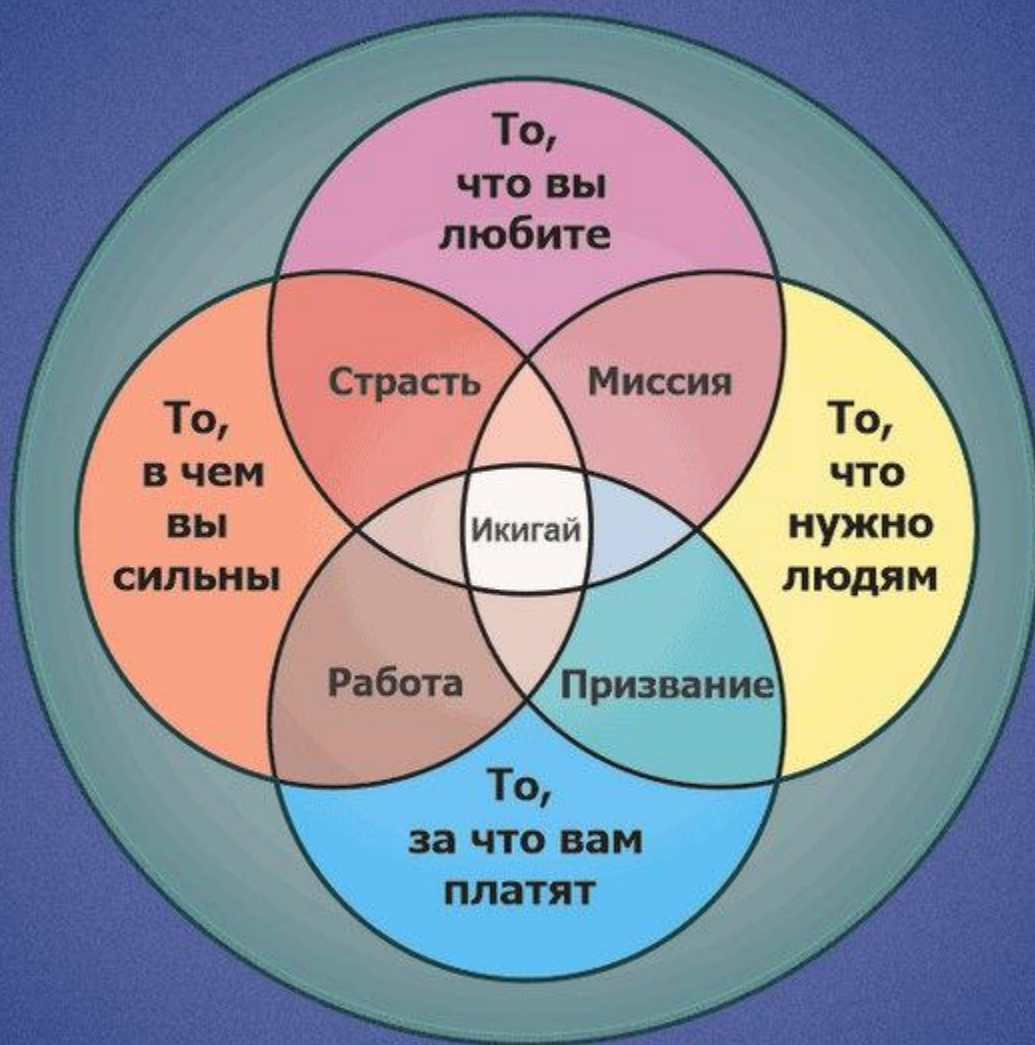 То,
что вы
любите
Страсть
Миссия
То,
в чем
вы
сильны
Икигай
То,
что
нужно
людям
Работа
Призвание
То,
за что вам
платят